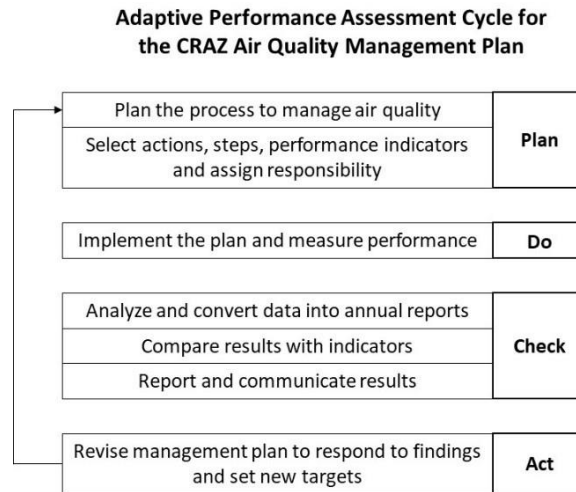 Adaptive Performance Assessment Cycle for
the CRAZ Air Quality Management Plan
Plan the process to manage air quality
Select actions, steps, performance indicators
and assign responsibility
Plan
Implement the plan and measure performance
Do
Analyze and convert data into annual reports
Compare results with indicators
Report and communicate results
Check
Revise management plan to respond to findings
and set new targets
Act